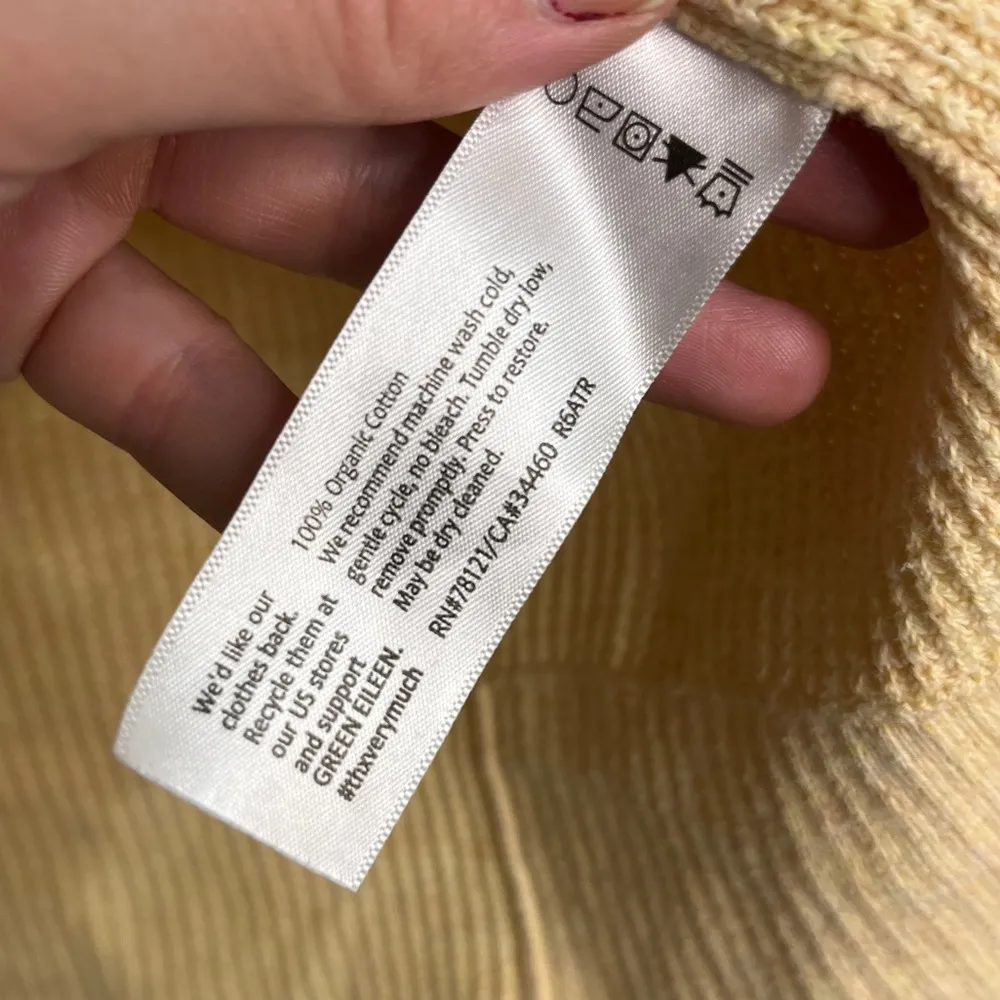 100% Organic Cotton
We recommend machine wash cold,
gentle cycle, no bleach. Tumble dry low,
remove promptly. Press to restore.
May be dry cleaned.
RN#78121/CA#34460 R6ATR
We'd like our
clothes back.
Recycle them at
our US stores
and support
GREEN EILEEN.
#thxverymuch